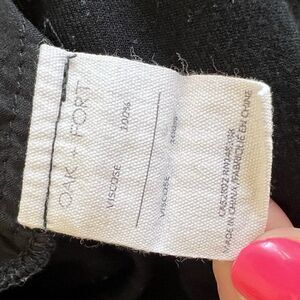 OAK + FORT
VISCOSE 100%
VISCOSE 100%
MADE IN CHINA/ FABRIQUÉ EN CHINE